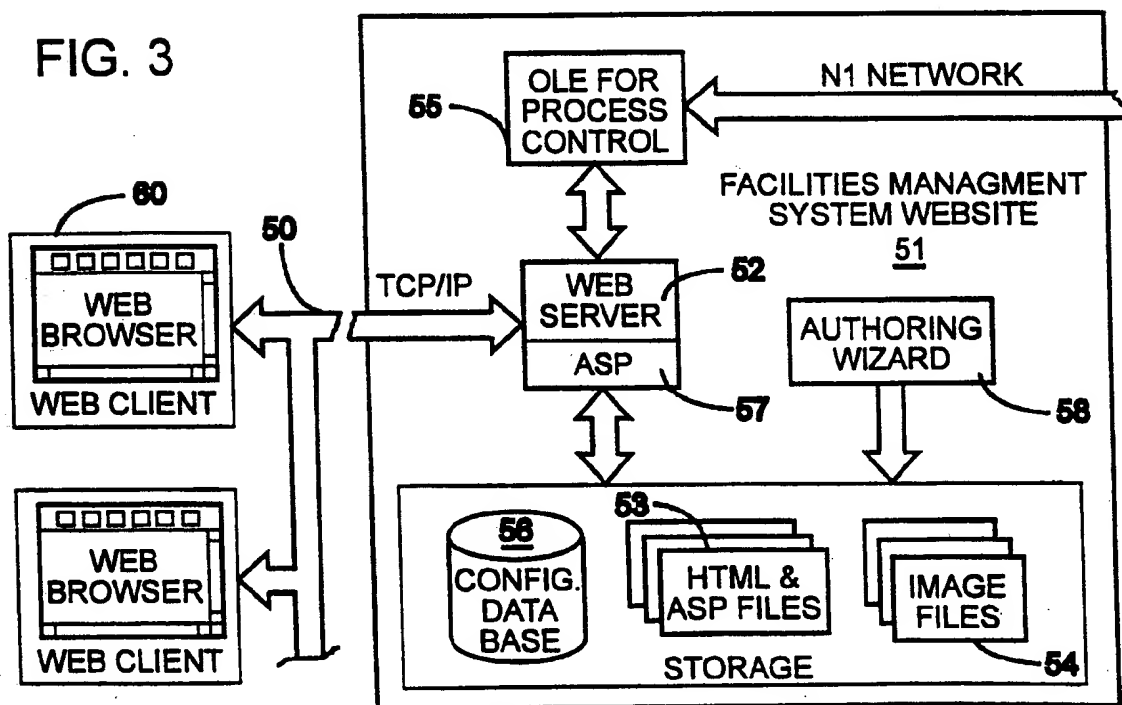 FIG. 3
OLE FOR
PROCESS
CONTROL
55
N1 NETWORK
FACILITIES MANAGMENT
SYSTEM WEBSITE
51
60
WEB
BROWSER
WEB CLIENT
50
TCP/IP
WEB
SERVER
52
ASP
57
AUTHORING
WIZARD
58
WEB
BROWSER
WEB CLIENT
56
CONFIG.
DATA
BASE
53
HTML &
ASP FILES
IMAGE
FILES
54
STORAGE